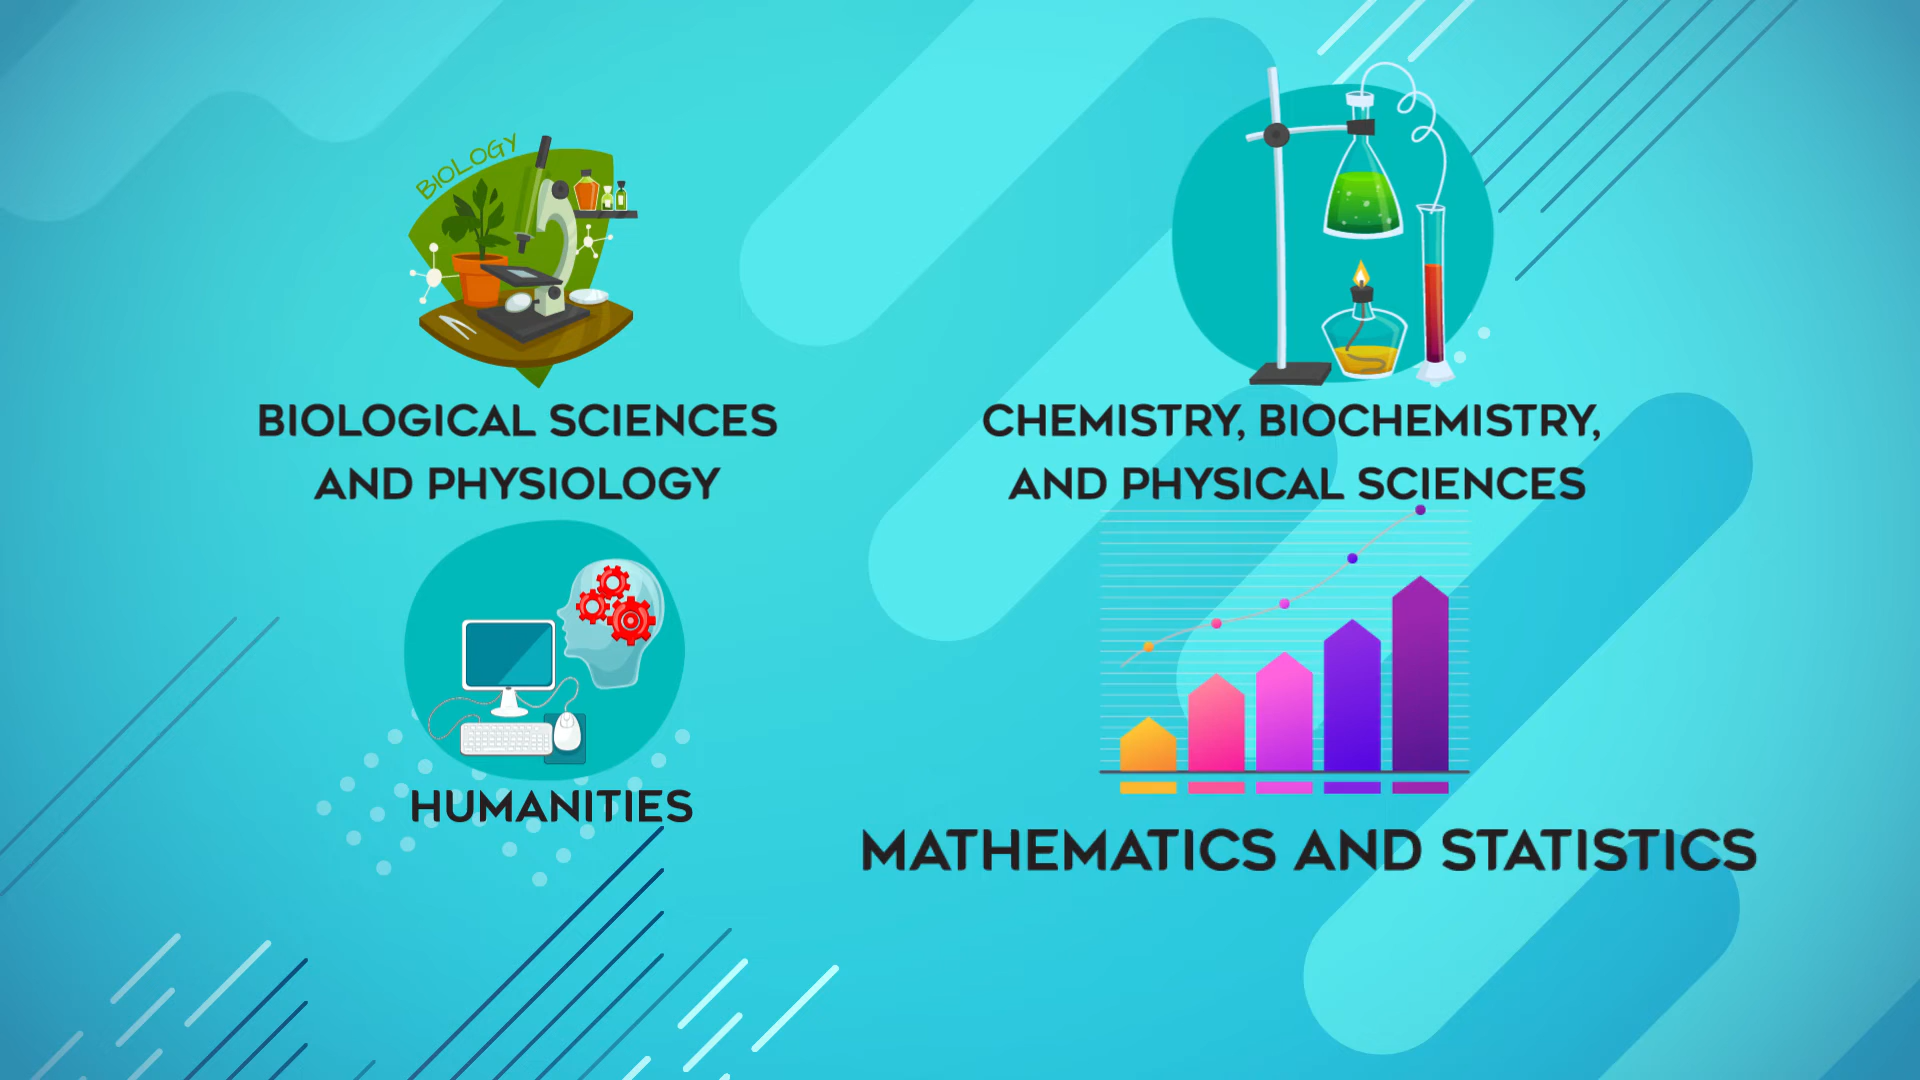 BIOLOGY
BIOLOGICAL SCIENCES
AND PHYSIOLOGY
CHEMISTRY, BIOCHEMISTRY,
AND PHYSICAL SCIENCES
HUMANITIES
MATHEMATICS AND STATISTICS